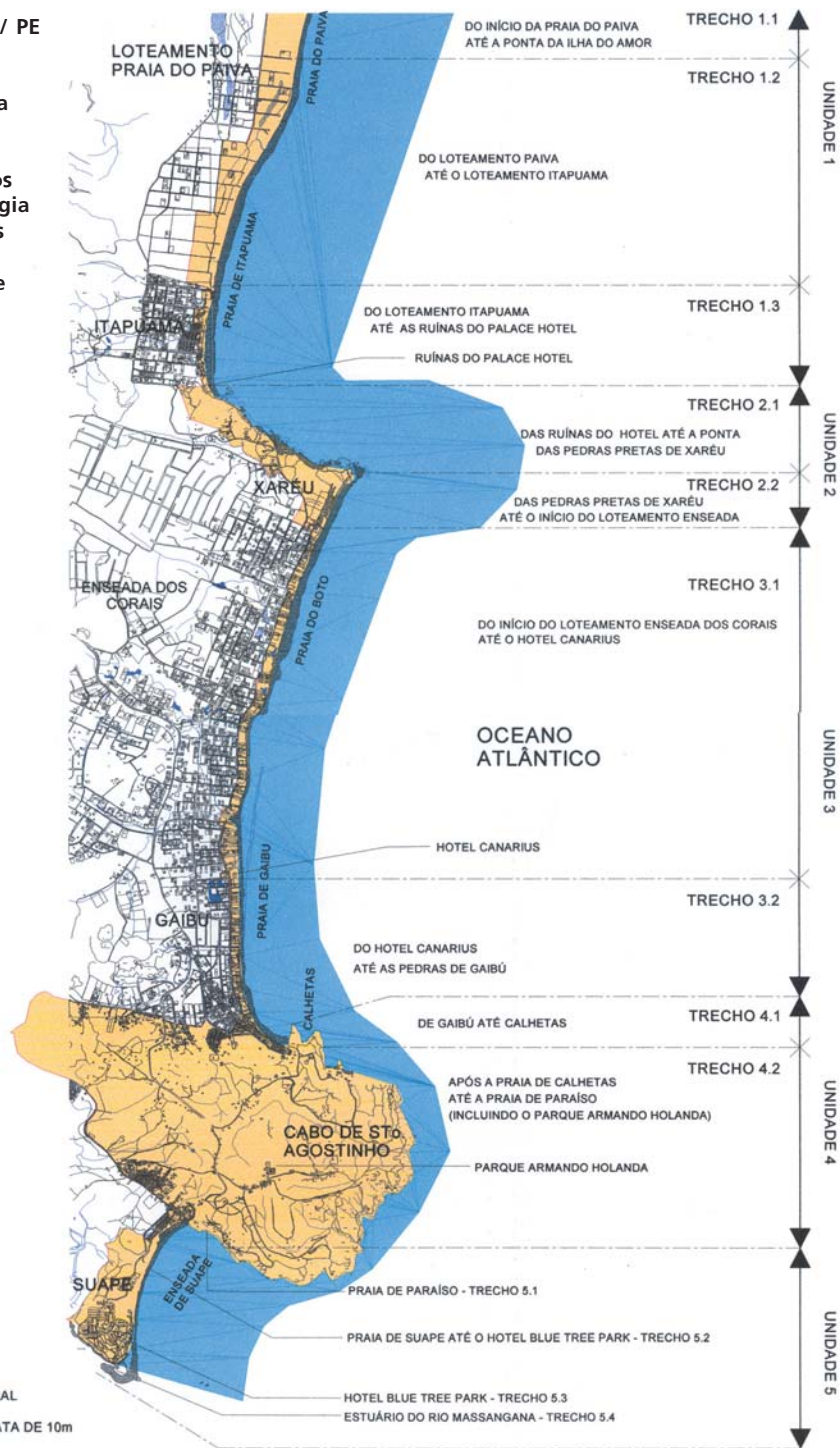 / PE
a
os
gia
s
e
LOTEAMENTO
PRAIA DO PAIVA
PRAIA DO PAIVA
DO INÍCIO DA PRAIA DO PAIVA
ATÉ A PONTA DA ILHA DO AMOR
TRECHO 1.1
TRECHO 1.2
UNIDADE 1
DO LOTEAMENTO PAIVA
ATÉ O LOTEAMENTO ITAPUAMA
PRAIA DE ITAPUAMA
ITAPUAMA
DO LOTEAMENTO ITAPUAMA
ATÉ AS RUÍNAS DO PALACE HOTEL
TRECHO 1.3
RUÍNAS DO PALACE HOTEL
TRECHO 2.1
DAS RUÍNAS DO HOTEL ATÉ A PONTA
DAS PEDRAS PRETAS DE XARÉU
UNIDADE 2
XARÉU
TRECHO 2.2
DAS PEDRAS PRETAS DE XARÉU
ATÉ O INÍCIO DO LOTEAMENTO ENSEADA
ENSEADA DOS
CORAIS
PRAIA DO BOTO
TRECHO 3.1
DO INÍCIO DO LOTEAMENTO ENSEADA DOS CORAIS
ATÉ O HOTEL CANARIUS
OCEANO
ATLÂNTICO
UNIDADE 3
HOTEL CANARIUS
PRAIA DE GAIBU
GAIBU
TRECHO 3.2
DO HOTEL CANARIUS
ATÉ AS PEDRAS DE GAIBÚ
CALHETAS
TRECHO 4.1
DE GAIBÚ ATÉ CALHETAS
TRECHO 4.2
APÓS A PRAIA DE CALHETAS
ATÉ A PRAIA DE PARAÍSO
(INCLUINDO O PARQUE ARMANDO HOLANDA)
UNIDADE 4
CABO DE STo
AGOSTINHO
PARQUE ARMANDO HOLANDA
SUAPE
ENSEADA
DE SUAPE
PRAIA DE PARAÍSO - TRECHO 5.1
PRAIA DE SUAPE ATÉ O HOTEL BLUE TREE PARK - TRECHO 5.2
UNIDADE 5
HOTEL BLUE TREE PARK - TRECHO 5.3
ESTUÁRIO DO RIO MASSANGANA - TRECHO 5.4
AL
ATA DE 10m